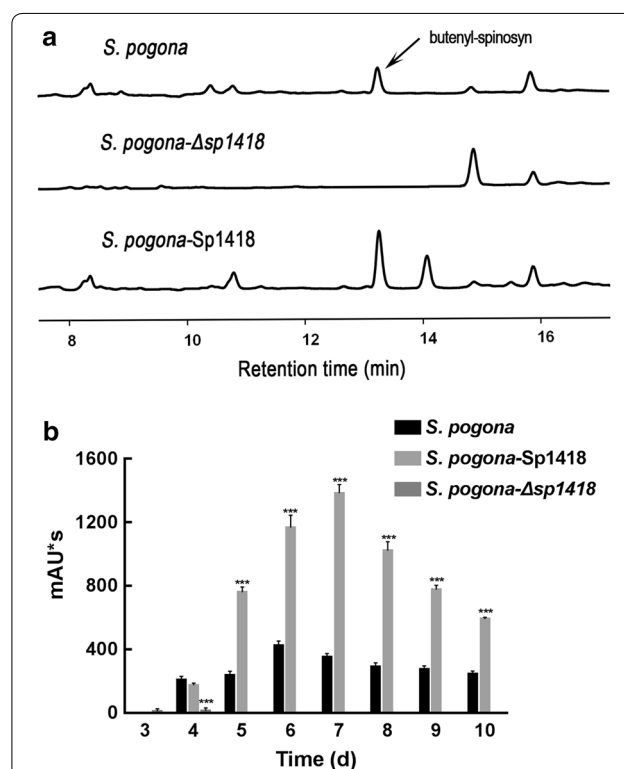 a
S. pogona
butenyl-spinosyn
S. pogona-Δsp1418
S. pogona-Sp1418
8 10 12 14 16
Retention time (min)
b
S. pogona
S. pogona-Sp1418
S. pogona-Δsp1418
mAU*s
1600
1200
800
400
0
***
***
***
***
***
***
***
3 4 5 6 7 8 9 10
Time (d)